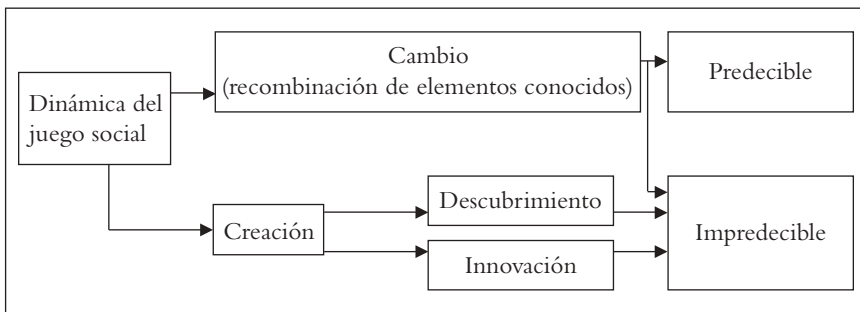 Cambio
(recombinación de elementos conocidos)
Predecible
Dinámica del
juego social
Descubrimiento
Creación
Impredecible
Innovación